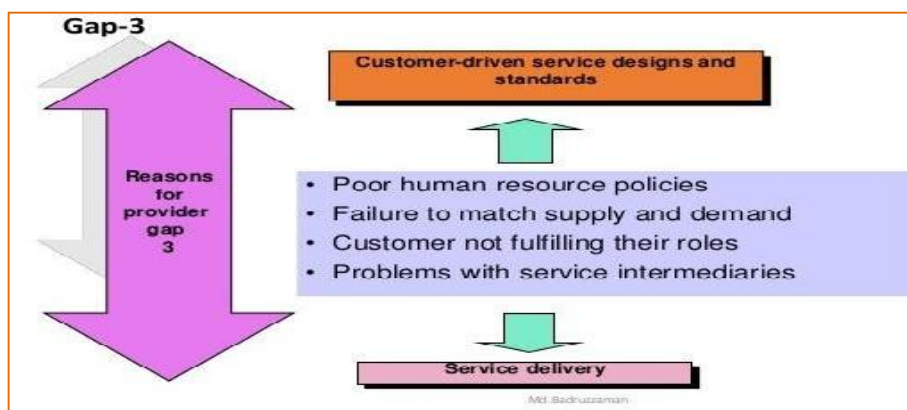 Gap-3
Customer-driven service designs and
standards
Reasons
for
provider
gap
3
• Poor human resource policies
• Failure to match supply and demand
• Customer not fulfilling their roles
• Problems with service intermediaries
Service delivery
Md.Badruzzaman